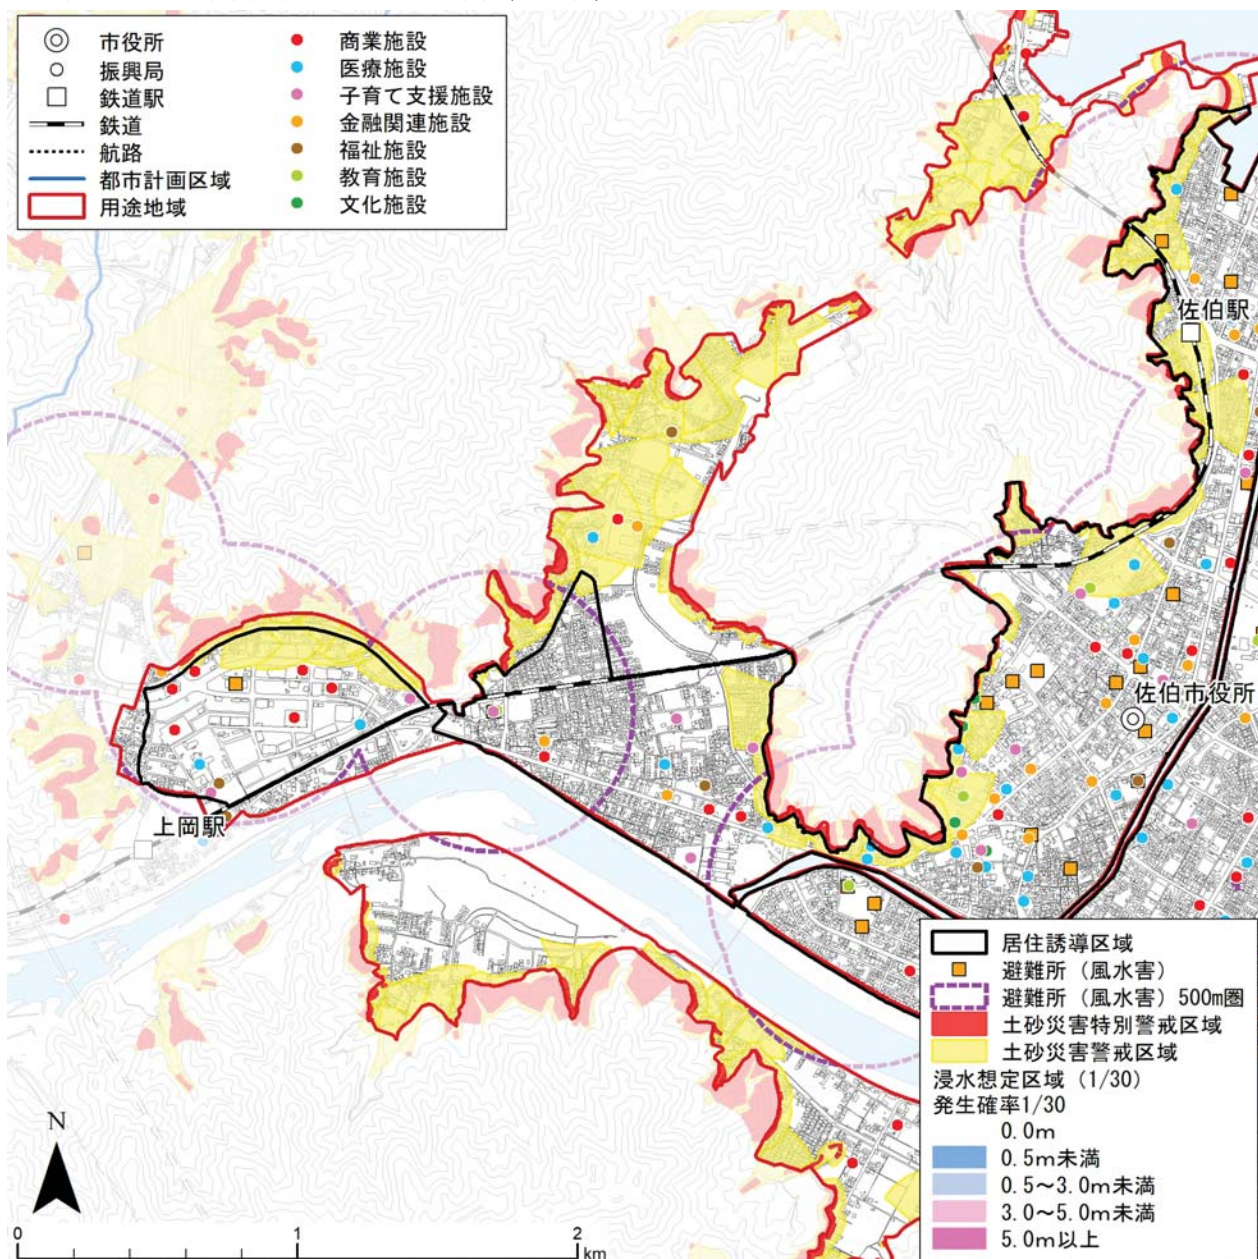 市役所
振興局
鉄道駅
鉄道
航路
都市計画区域
用途地域
商業施設
医療施設
子育て支援施設
金融関連施設
福祉施設
教育施設
文化施設
佐伯駅
佐伯市役所
上岡駅
居住誘導区域
避難所（風水害）
避難所（風水害）500m圏
土砂災害特別警戒区域
土砂災害警戒区域
浸水想定区域（1/30）
発生確率1/30
0.0m
0.5m未満
0.5～3.0m未満
3.0～5.0m未満
5.0m以上
N
0 1 2
km